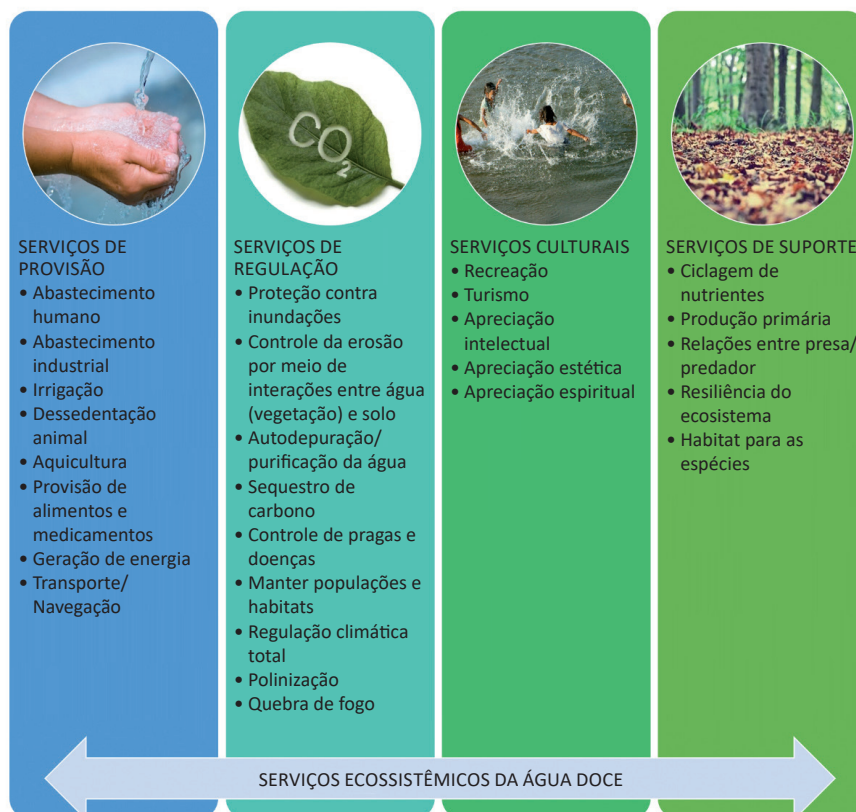 CO2
SERVIÇOS DE
PROVISÃO
• Abastecimento
humano
• Abastecimento
industrial
• Irrigação
• Dessedentação
animal
• Aquicultura
• Provisão de
alimentos e
medicamentos
• Geração de energia
• Transporte/
Navegação
SERVIÇOS DE
REGULAÇÃO
• Proteção contra
inundações
• Controle da erosão
por meio de
interações entre água
(vegetação) e solo
• Autodepuração/
purificação da água
• Sequestro de
carbono
• Controle de pragas e
doenças
• Manter populações e
habitats
• Regulação climática
total
• Polinização
• Quebra de fogo
SERVIÇOS CULTURAIS
• Recreação
• Turismo
• Apreciação
intelectual
• Apreciação estética
• Apreciação espiritual
SERVIÇOS DE SUPORTE
• Ciclagem de
nutrientes
• Produção primária
• Relações entre presa/
predador
• Resiliência do
ecosistema
• Habitat para as
espécies
SERVIÇOS ECOSSISTÊMICOS DA ÁGUA DOCE